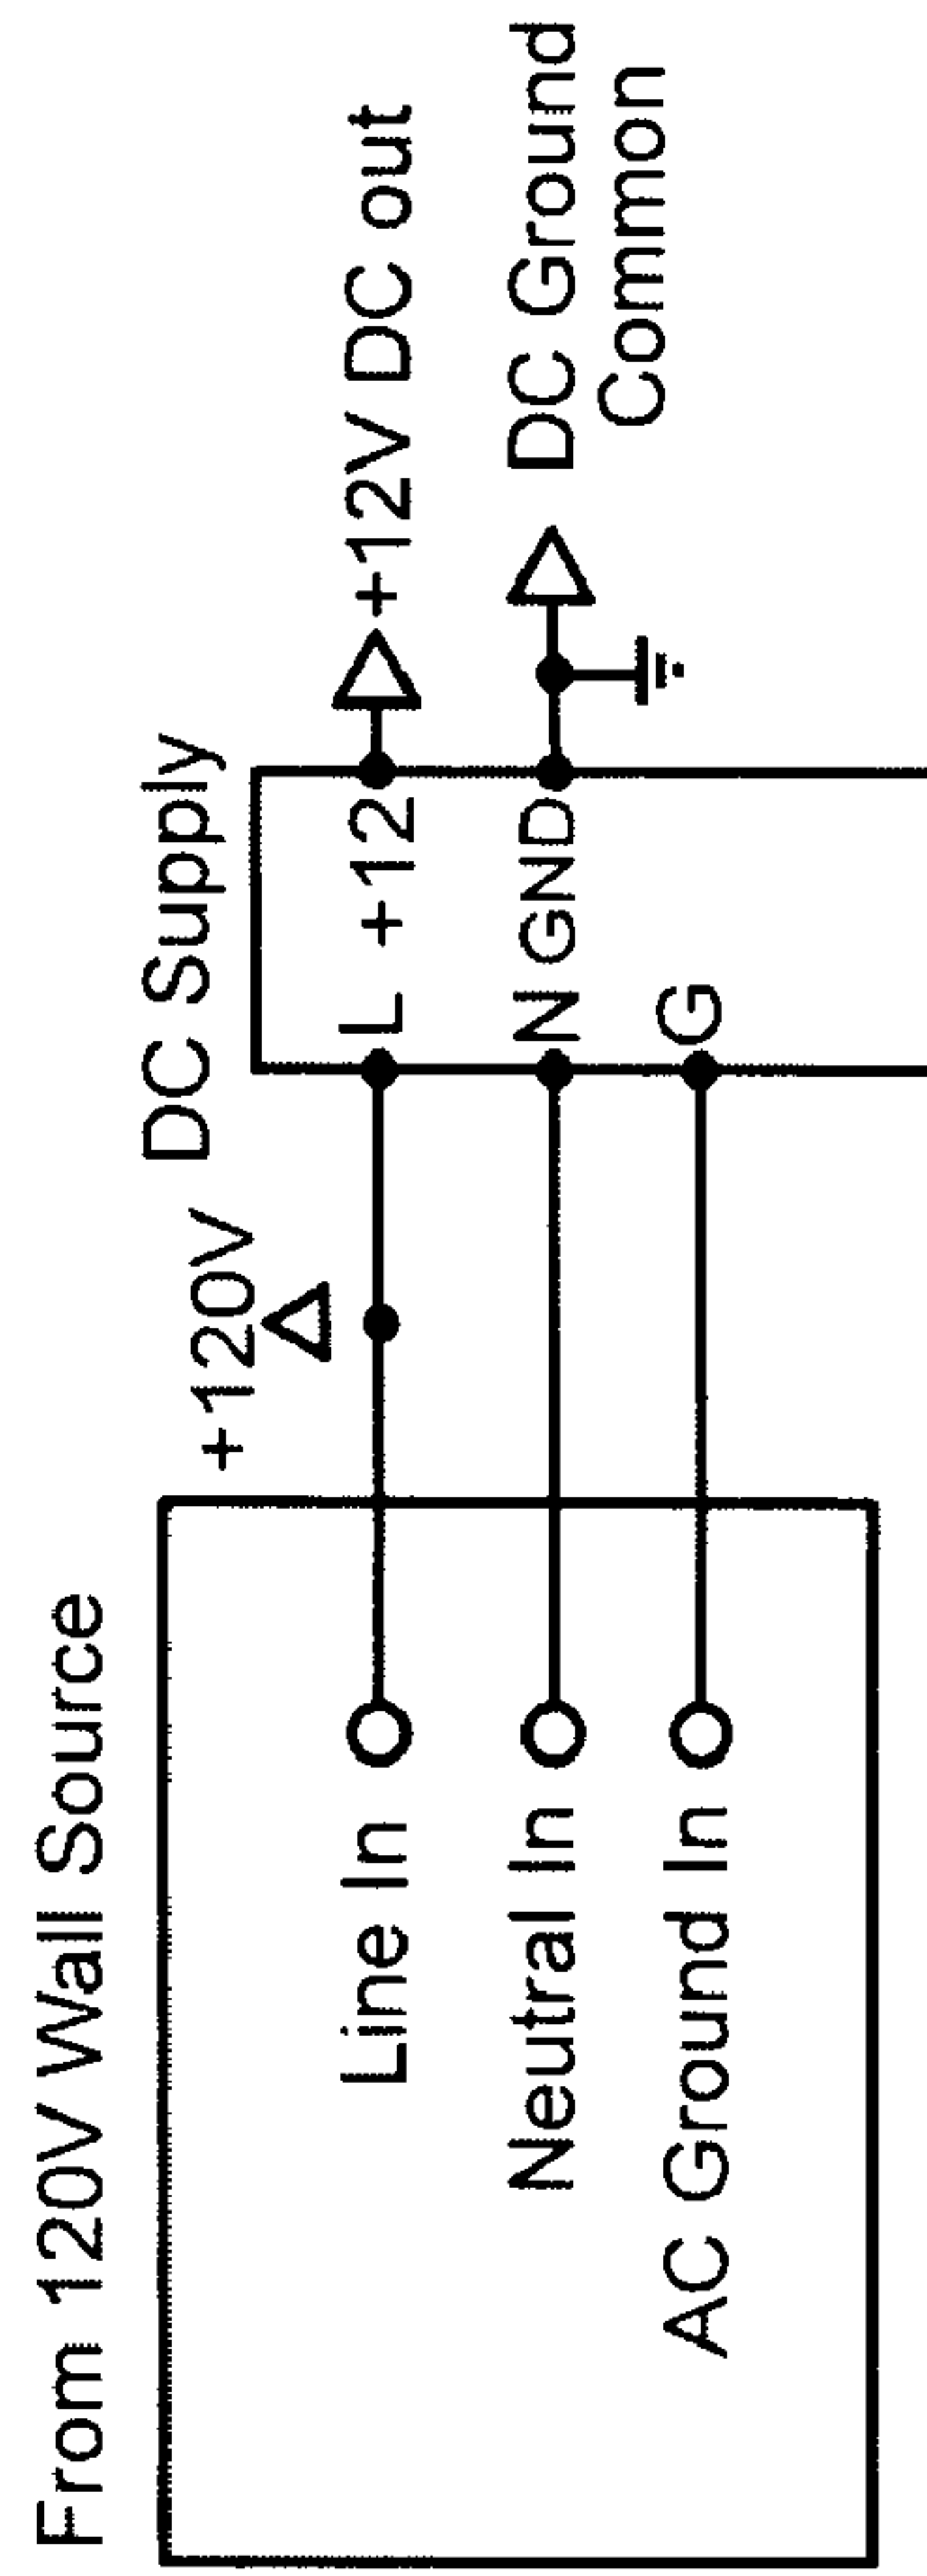 From 120V Wall Source
Line In
Neutral In
AC Ground In
+120V
DC Supply
L +12
N GND
G
+12V DC out
DC Ground
Common